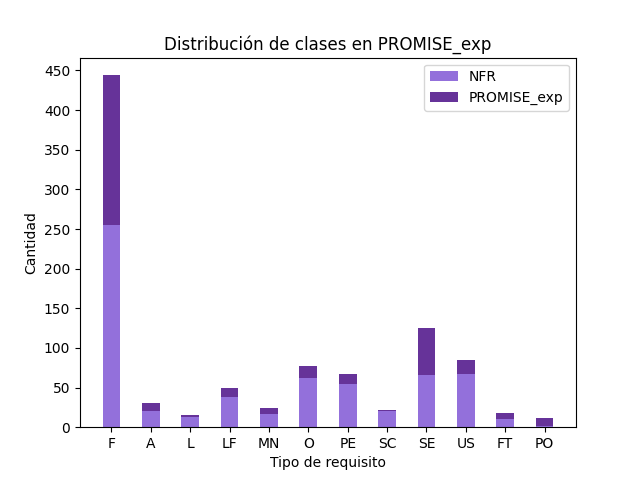 Distribución de clases en PROMISE_exp
NFR
PROMISE_exp
Cantidad
450
400
350
300
250
200
150
100
50
0
F A L LF MN O PE SC SE US FT PO
Tipo de requisito